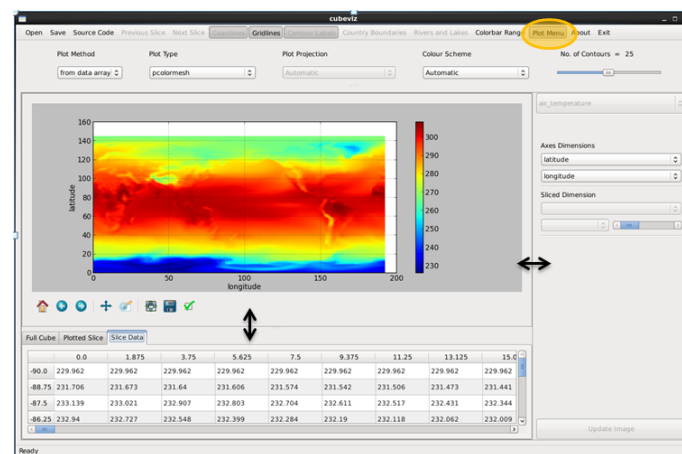 cubeviz
Open Save Source Code Previous Slice Next Slice Coastlines Gridlines Contour Labels Country Boundaries Rivers and Lakes Colorbar Range Plot Menu About Exit
Plot Method Plot Type Plot Projection Colour Scheme No. of Contours = 25
from data array pcolormesh Automatic Automatic
air_temperature
Axes Dimensions
latitude
longitude
Sliced Dimension
160
140
120
100
80
60
40
20
0
latitude
0 50 100 150 200
longitude
300
290
280
270
260
250
240
230
Full Cube Plotted Slice Slice Data
0.0 1.875 3.75 5.625 7.5 9.375 11.25 13.125 15.0
-90.0 229.962 229.962 229.962 229.962 229.962 229.962 229.962 229.962 229.962
-88.75 231.706 231.673 231.64 231.606 231.574 231.542 231.506 231.473 231.441
-87.5 233.139 233.021 232.907 232.803 232.704 232.611 232.517 232.431 232.344
-86.25 232.94 232.727 232.548 232.399 232.284 232.19 232.118 232.062 232.009
Update Image
Ready